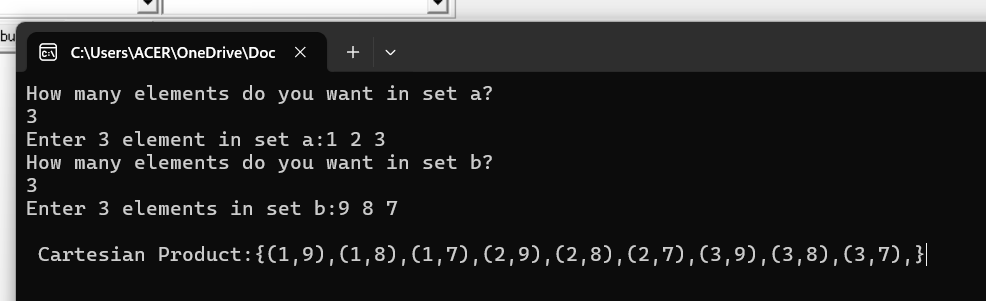 bu
C:\Users\ACER\OneDrive\Doc
How many elements do you want in set a?
3
Enter 3 element in set a:1 2 3
How many elements do you want in set b?
3
Enter 3 elements in set b:9 8 7
Cartesian Product:{(1,9),(1,8),(1,7),(2,9),(2,8),(2,7),(3,9),(3,8),(3,7),}